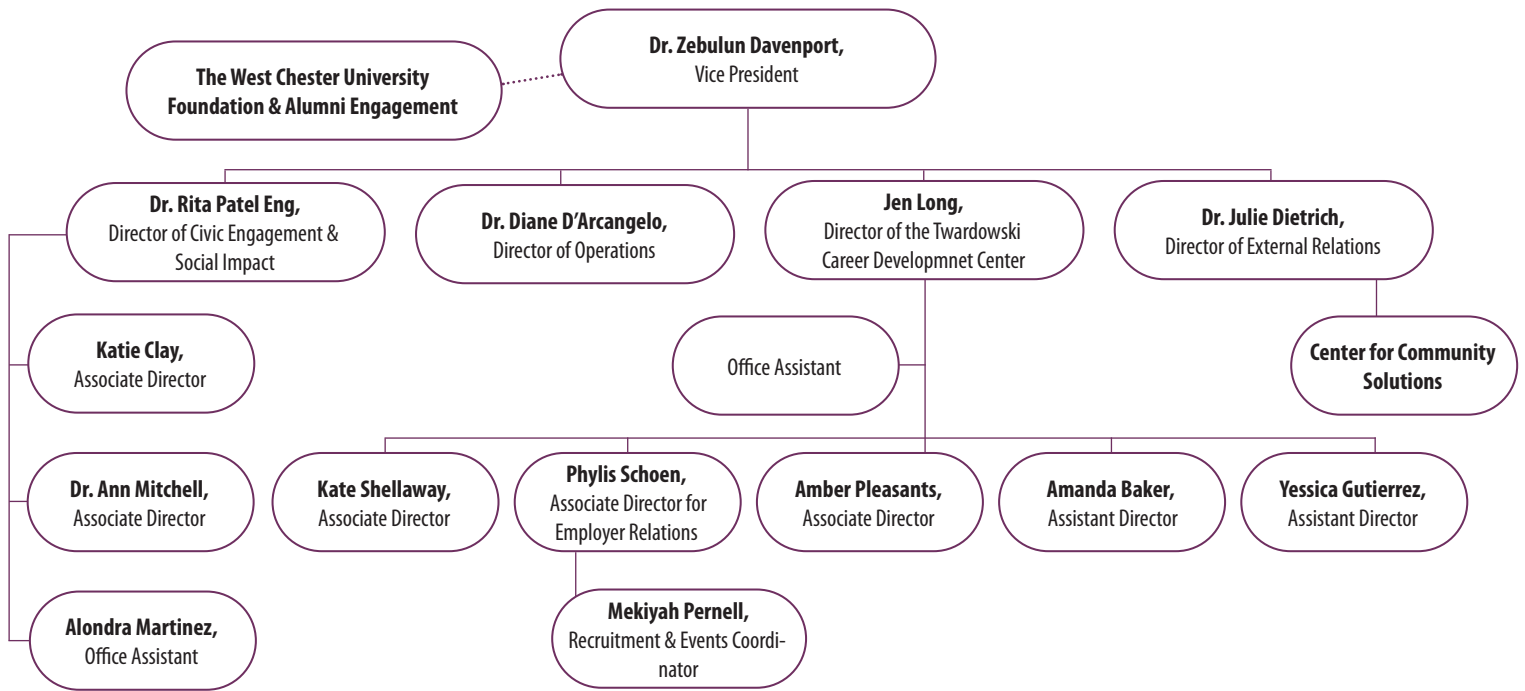 Dr. Zebulun Davenport,
Vice President
The West Chester University
Foundation & Alumni Engagement
Dr. Rita Patel Eng,
Director of Civic Engagement &
Social Impact
Dr. Diane D’Arcangelo,
Director of Operations
Jen Long,
Director of the Twardowski
Career Developmnet Center
Dr. Julie Dietrich,
Director of External Relations
Katie Clay,
Associate Director
Office Assistant
Center for Community
Solutions
Dr. Ann Mitchell,
Associate Director
Kate Shellaway,
Associate Director
Phylis Schoen,
Associate Director for
Employer Relations
Amber Pleasants,
Associate Director
Amanda Baker,
Assistant Director
Yessica Gutierrez,
Assistant Director
Alondra Martinez,
Office Assistant
Mekiyah Pernell,
Recruitment & Events Coordi-
nator